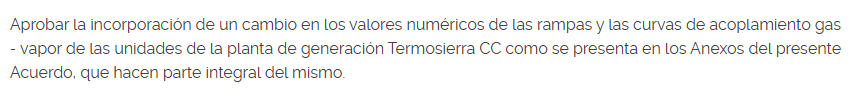 Aprobar la incorporación de un cambio en los valores numéricos de las rampas y las curvas de acoplamiento gas
- vapor de las unidades de la planta de generación Termosierra CC como se presenta en los Anexos del presente
Acuerdo, que hacen parte integral del mismo.